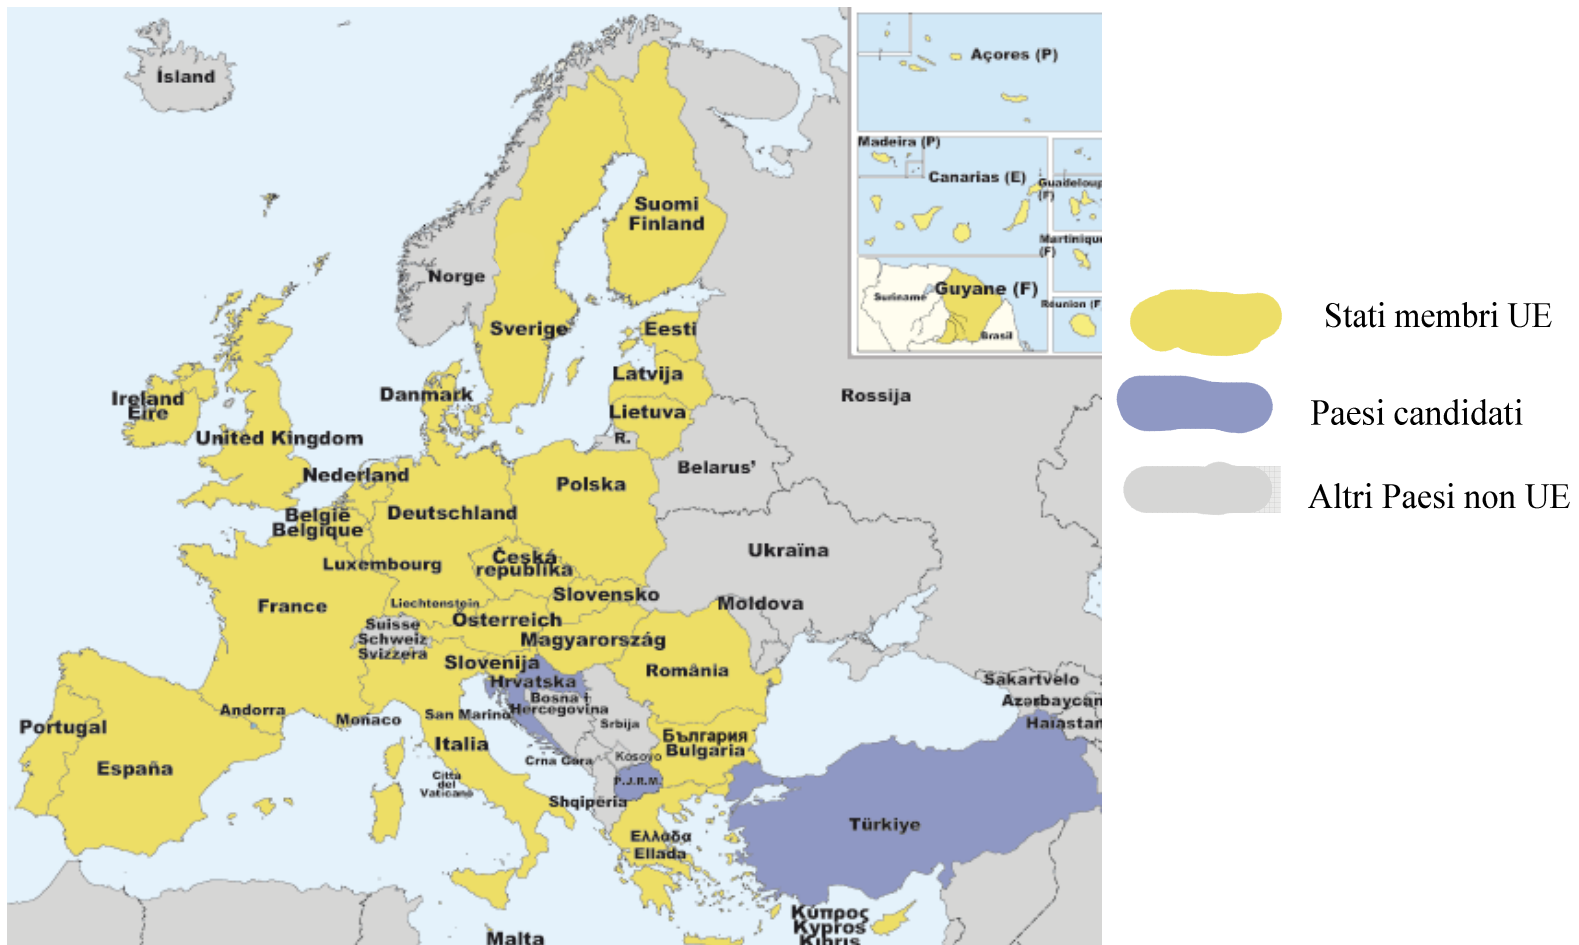 Ísland
Norge
Suomi
Finland
Sverige
Eesti
Latvija
Lietuva
R.
Danmark
Ireland
Éire
United Kingdom
Nederland
België
Belgique
Deutschland
Polska
Belarus’
Rossija
Luxembourg
Česká
republika
Ukraïna
France
Liechtenstein
Slovensko
Moldova
Suisse
Schweiz
Svizzera
Österreich
Magyarország
Slovenija
Hrvatska
România
Bosna i
Hercegovina
Srbija
Portugal
España
Andorra
Monaco
San Marino
Italia
Città
del
Vaticano
Crna Gora
Kosovo
P.J.R.M.
Shqipëria
България
Bulgaria
Ελλάδα
Ellada
Türkiye
Sakartvelo
Azərbaycan
Haiastan
Malta
Κύπρος
Kypros
Kıbrıs
Açores (P)
Madeira (P)
Canarias (E)
Guadeloup
(F)
Martinique
(F)
Guyane (F)
Suriname
Brasil
Réunion (F
Stati membri UE
Paesi candidati
Altri Paesi non UE